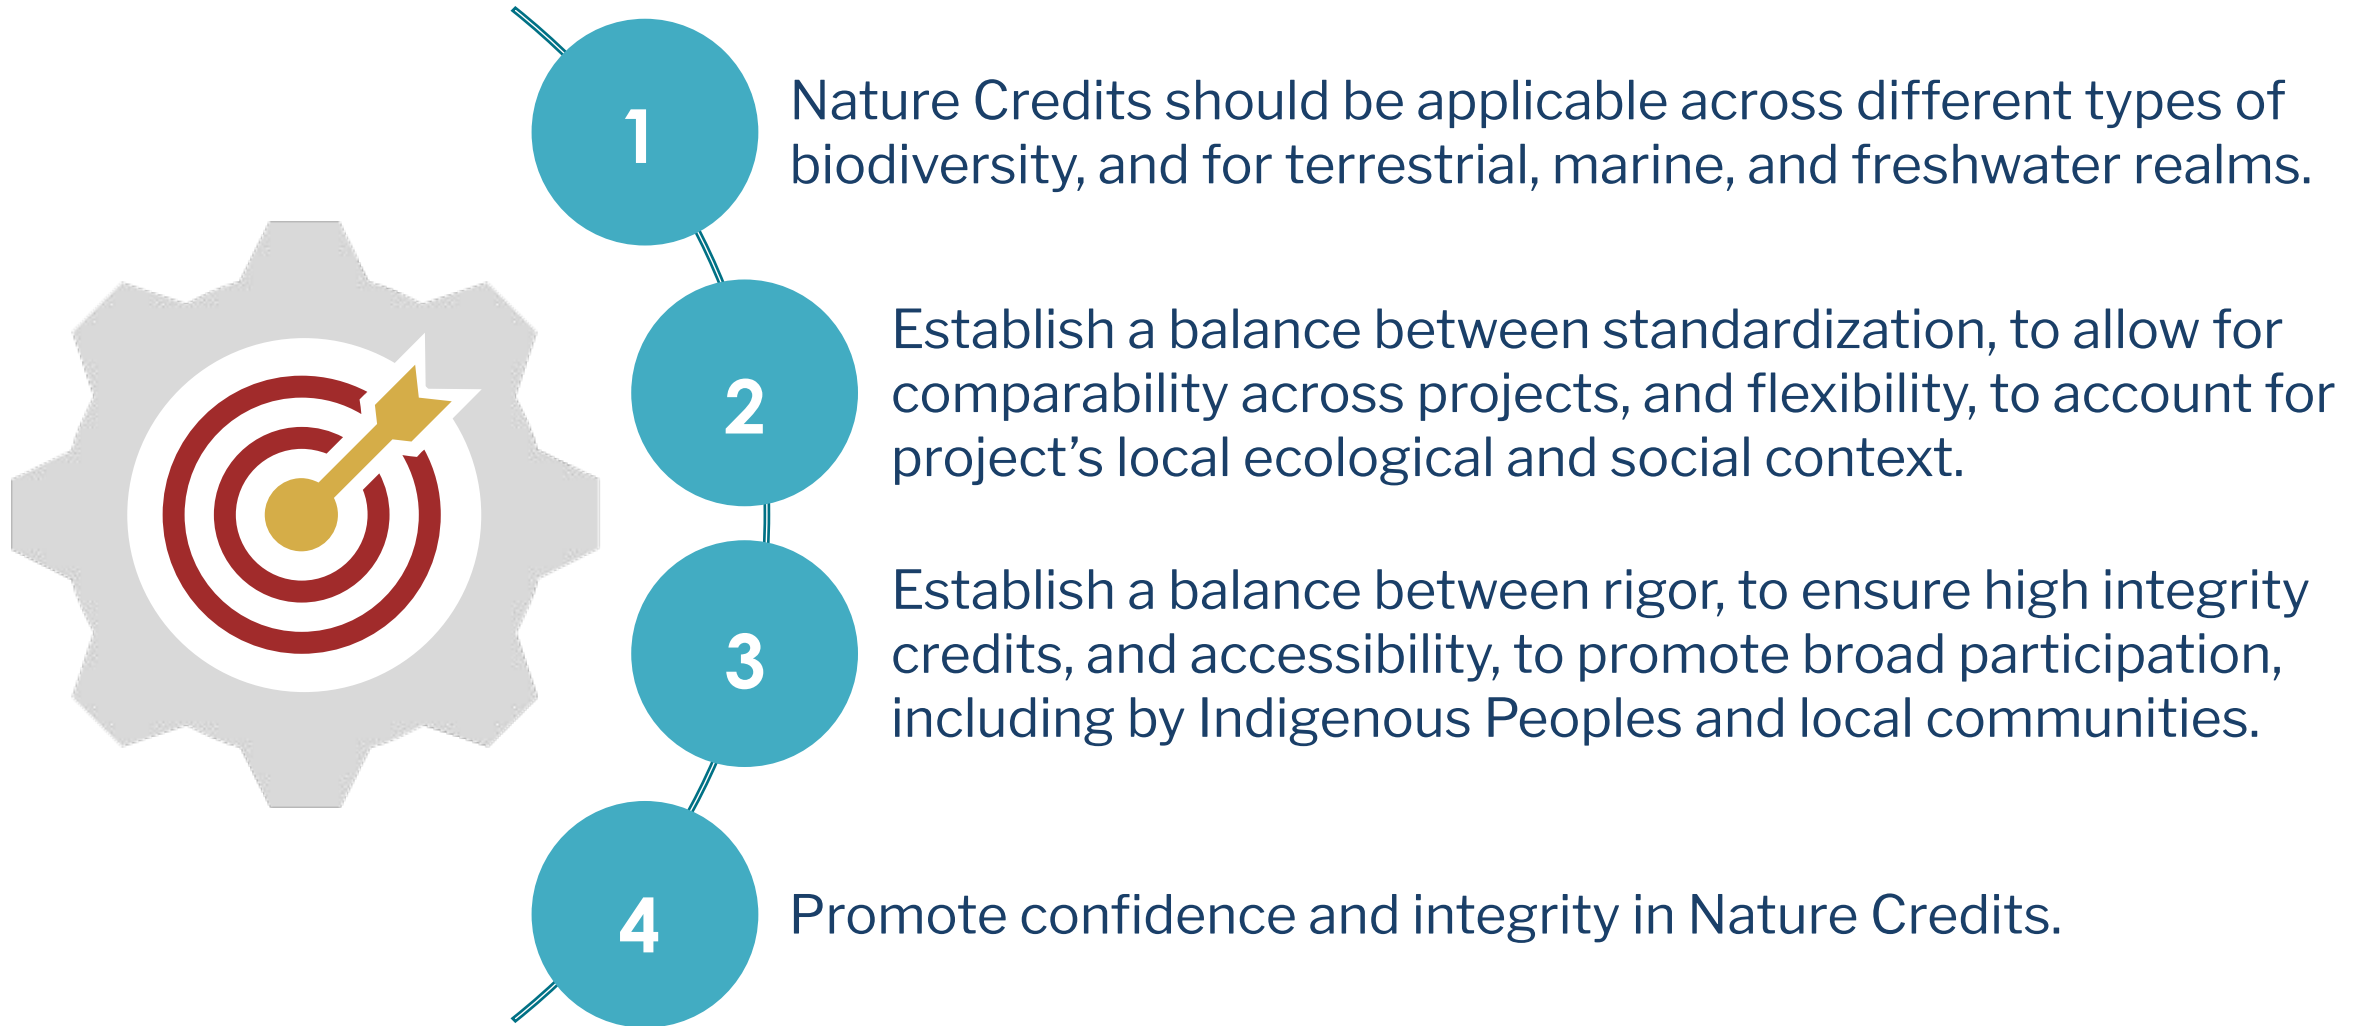 1
Nature Credits should be applicable across different types of
biodiversity, and for terrestrial, marine, and freshwater realms.
2
Establish a balance between standardization, to allow for
comparability across projects, and flexibility, to account for
project’s local ecological and social context.
3
Establish a balance between rigor, to ensure high integrity
credits, and accessibility, to promote broad participation,
including by Indigenous Peoples and local communities.
4
Promote confidence and integrity in Nature Credits.